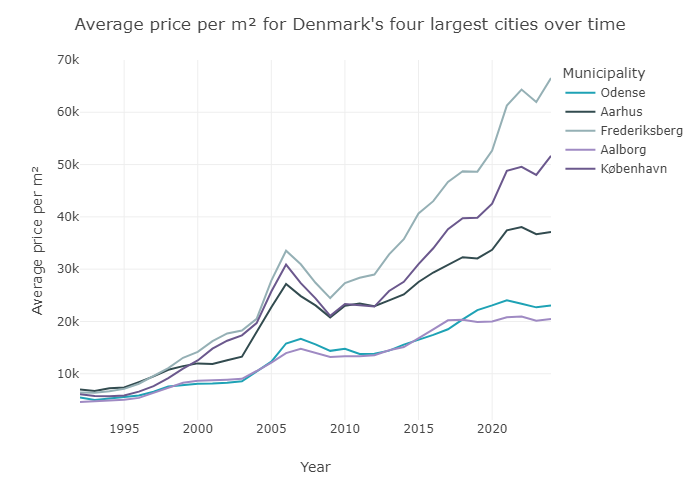 Average price per m² for Denmark's four largest cities over time
70k
60k
50k
40k
30k
20k
10k
Average price per m²
1995
2000
2005
2010
2015
2020
Year
Municipality
Odense
Aarhus
Frederiksberg
Aalborg
København